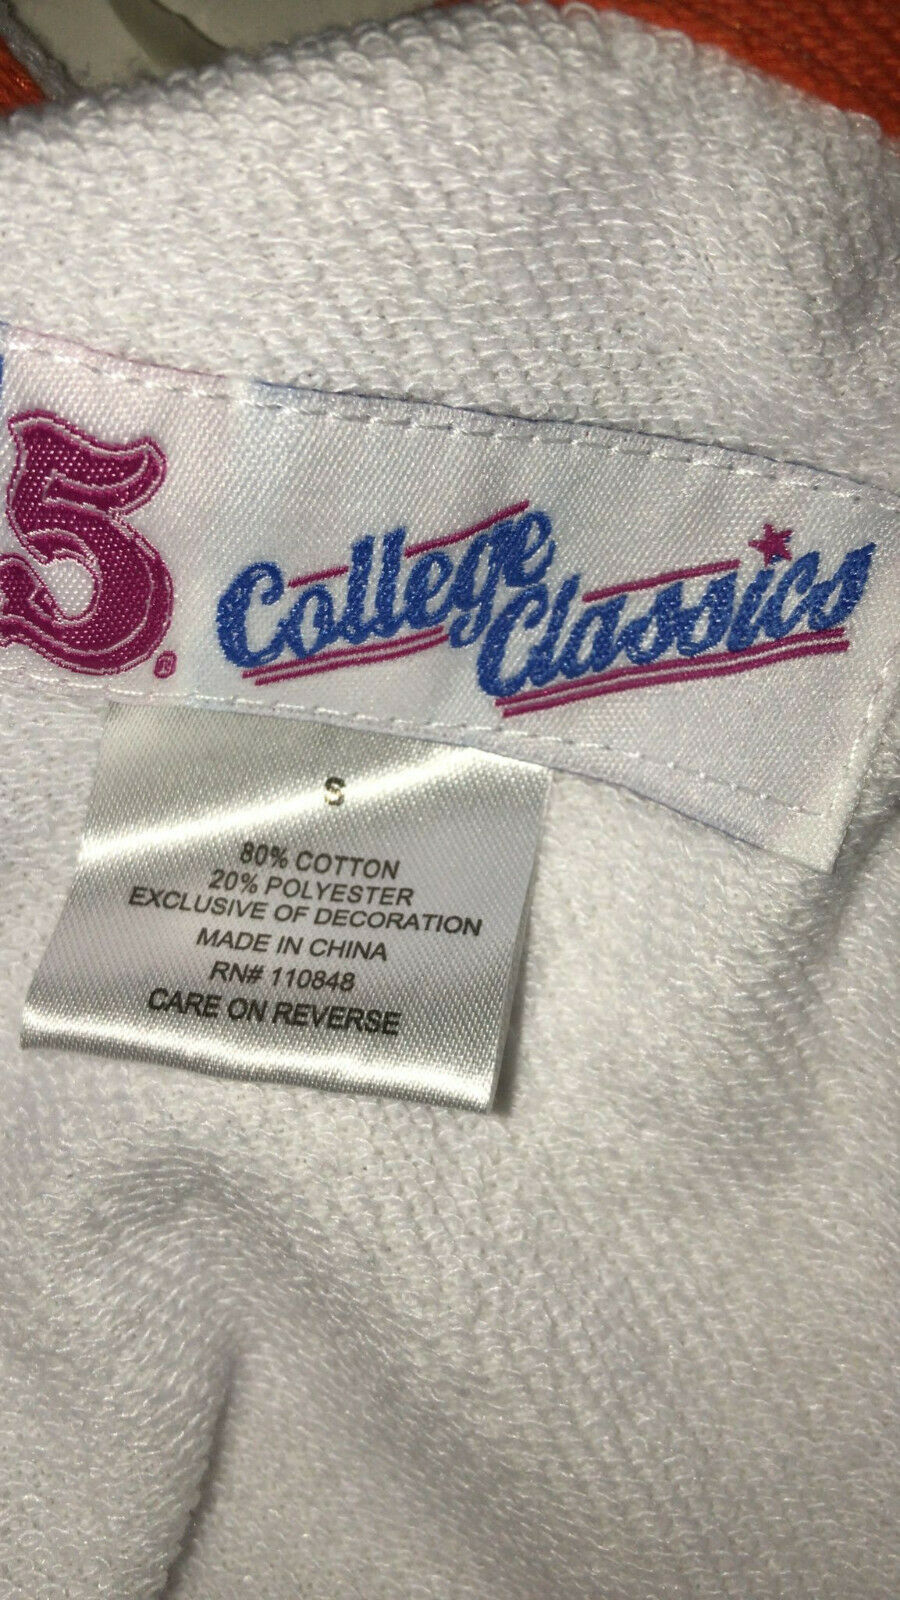 5®
College
Classics
S
80% COTTON
20% POLYESTER
EXCLUSIVE OF DECORATION
MADE IN CHINA
RN# 110848
CARE ON REVERSE